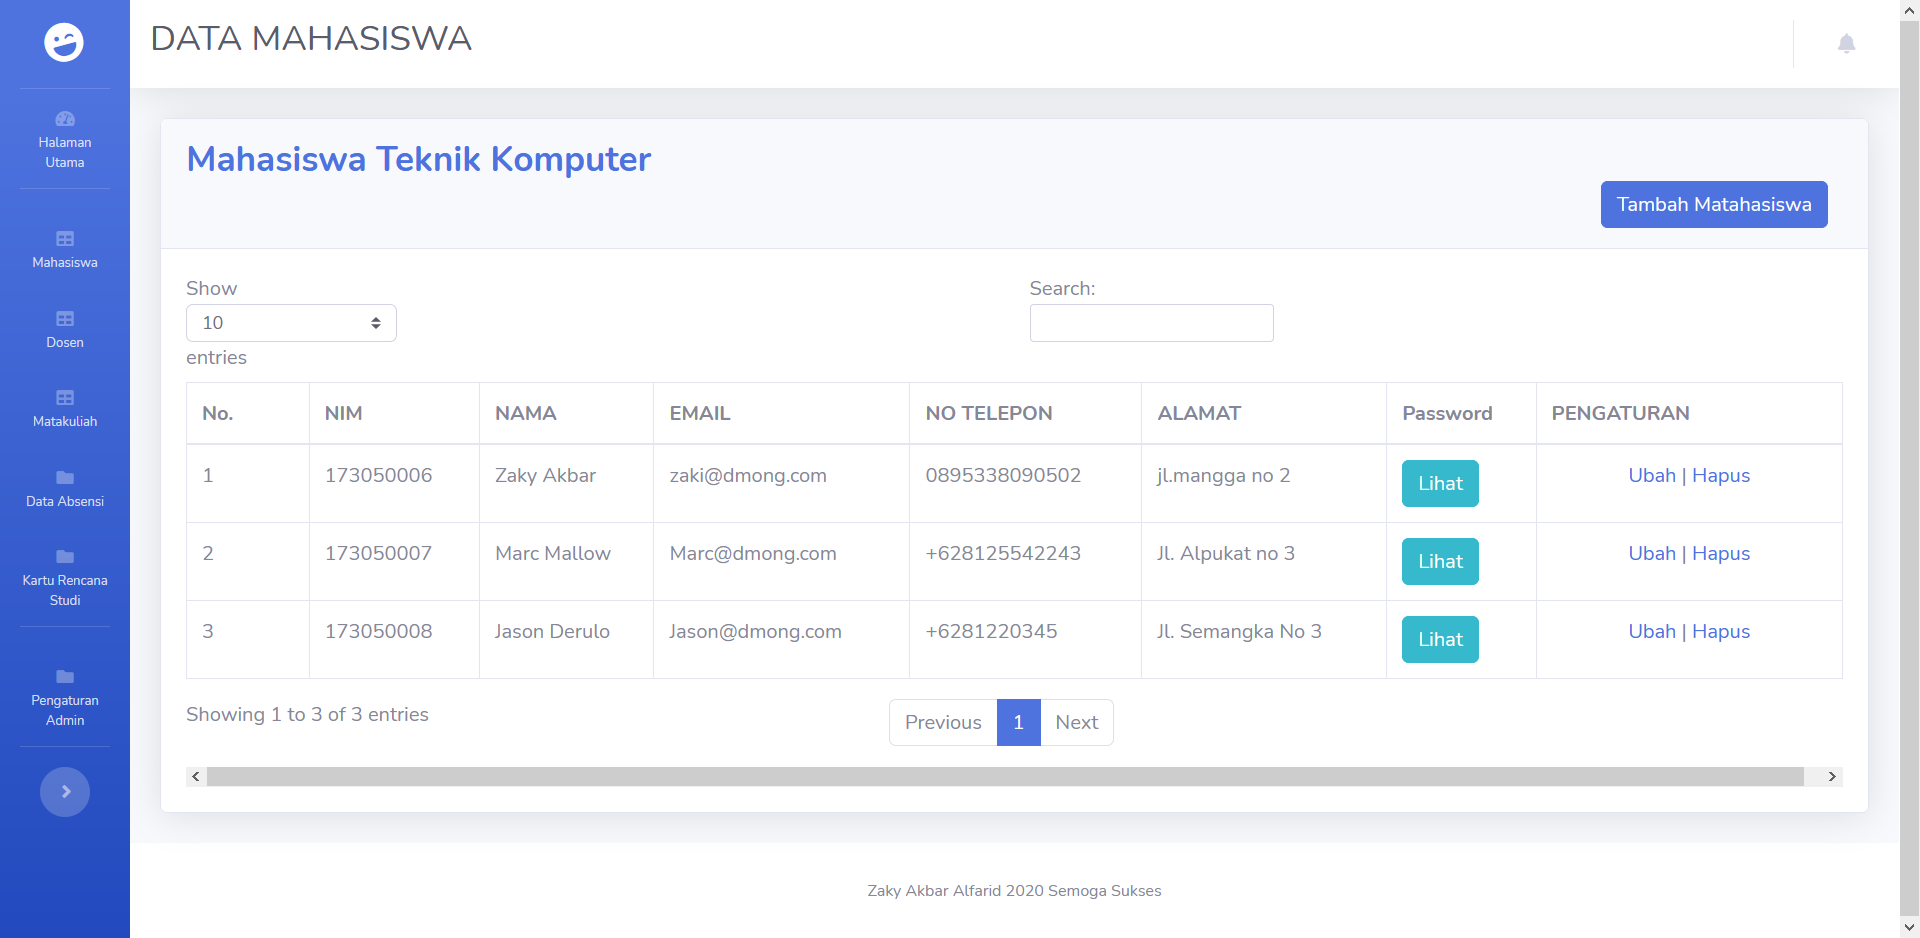 DATA MAHASISWA
Halaman
Utama
Mahasiswa
Dosen
Matakuliah
Data Absensi
Kartu Rencana
Studi
Pengaturan
Admin
Mahasiswa Teknik Komputer
Tambah Matahasiswa
Show
10
entries
Search:
No. NIM NAMA EMAIL NO TELEPON ALAMAT Password PENGATURAN
1 173050006 Zaky Akbar zaki@dmong.com 0895338090502 jl.mangga no 2 Lihat Ubah | Hapus
2 173050007 Marc Mallow Marc@dmong.com +628125542243 Jl. Alpukat no 3 Lihat Ubah | Hapus
3 173050008 Jason Derulo Jason@dmong.com +6281220345 Jl. Semangka No 3 Lihat Ubah | Hapus
Showing 1 to 3 of 3 entries
Previous 1 Next
Zaky Akbar Alfarid 2020 Semoga Sukses